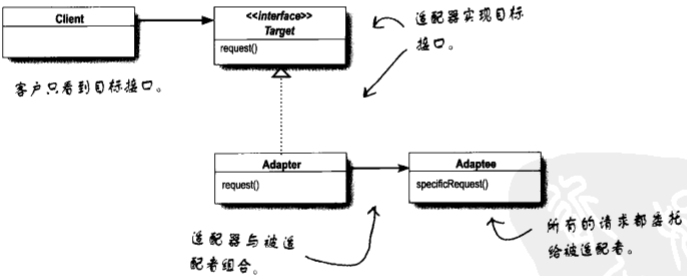 Client
<<interface>>
Target
request()
适配器实现目标
接口。
客户只看到目标接口。
Adapter
request()
Adaptee
specificRequest()
适配器与被适
配者组合。
所有的请求都委托
给被适配者。